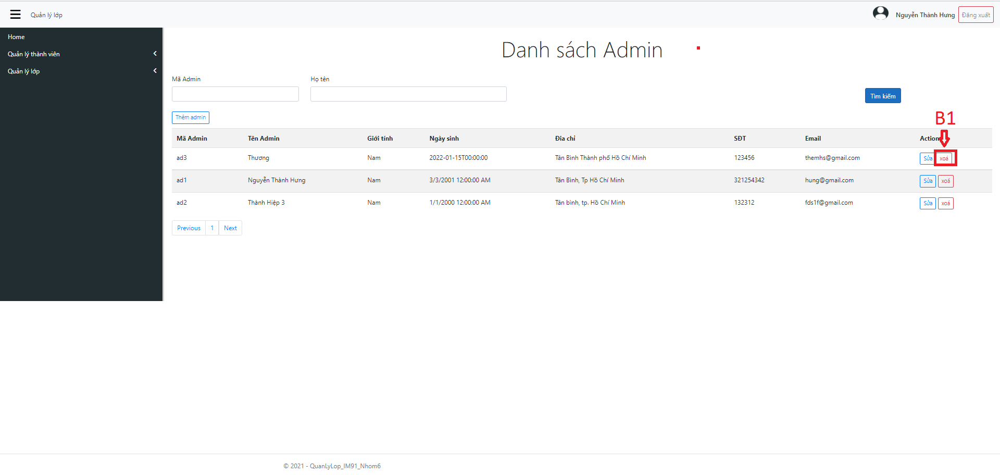 Quản lý lớp
Nguyễn Thành Hưng Đăng xuất
Home
Quản lý thành viên
Quản lý lớp
Danh sách Admin
Mã Admin Họ tên
Tìm kiếm
Thêm admin
B1
Mã Admin Tên Admin Giới tính Ngày sinh Địa chỉ SĐT Email Action
ad3 Thương Nam 2022-01-15T00:00:00 Tân Bình Thành phố Hồ Chí Minh 123456 themhs@gmail.com Sửa xoá
ad1 Nguyễn Thành Hưng Nam 3/3/2001 12:00:00 AM Tân Bình, Tp Hồ Chí Minh 321254342 hung@gmail.com Sửa xoá
ad2 Thành Hiệp 3 Nam 1/1/2000 12:00:00 AM Tân bình, tp. Hồ Chí Minh 132312 fds1f@gmail.com Sửa xoá
Previous 1 Next
© 2021 - QuanLyLop_IM91_Nhom6